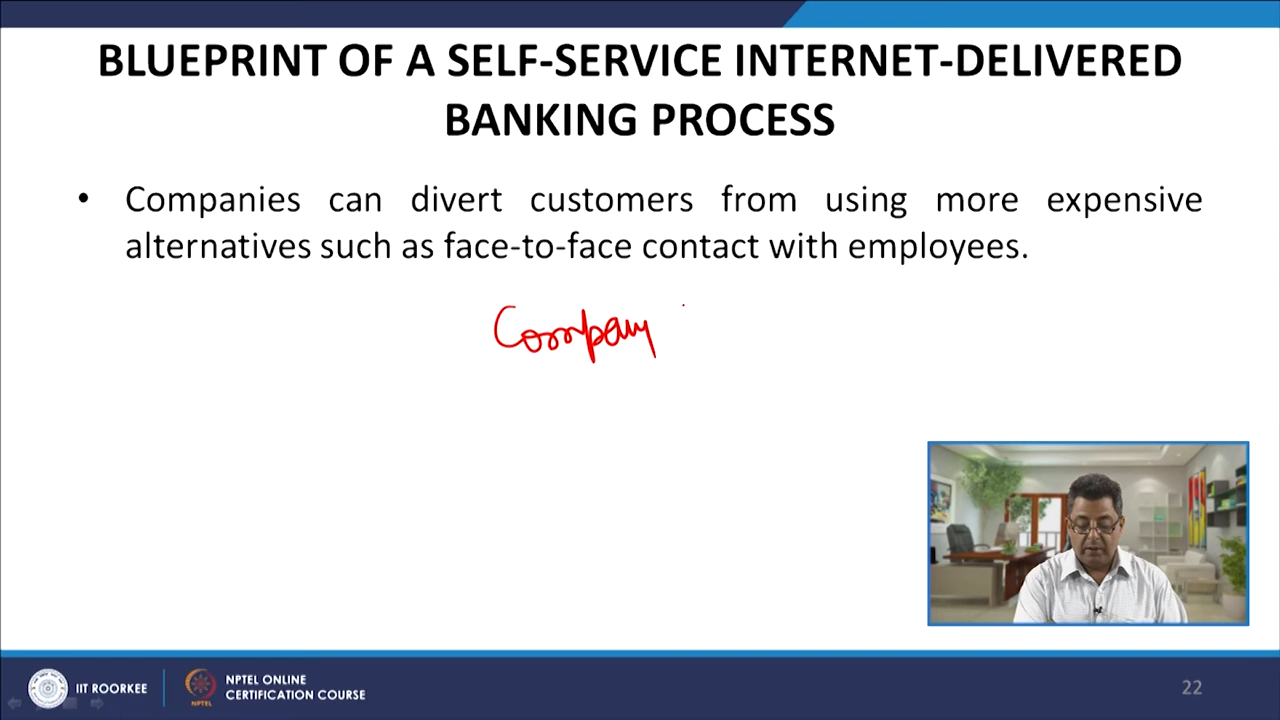 BLUEPRINT OF A SELF-SERVICE INTERNET-DELIVERED
BANKING PROCESS
• Companies can divert customers from using more expensive
alternatives such as face-to-face contact with employees.
Company
IIT ROORKEE
NPTEL
NPTEL ONLINE
CERTIFICATION COURSE
22